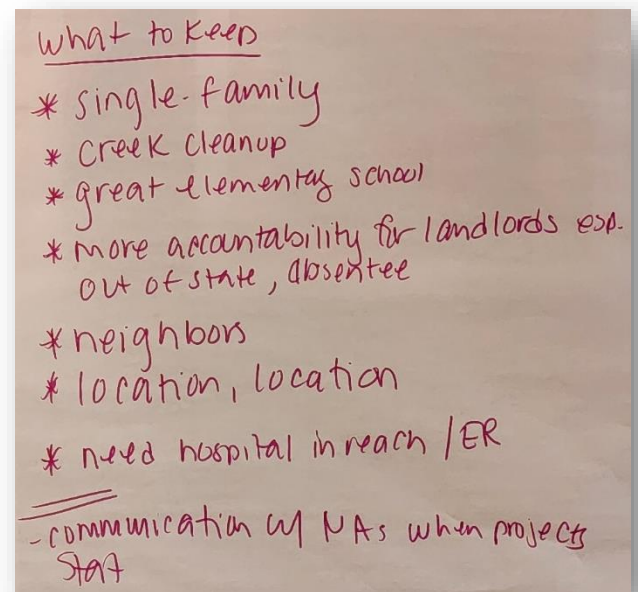 what to keep
* single-family
* creek cleanup
* great elementay school
* more accountability for landlords esp.
out of state, absentee
* neighbors
* location, location
* need hospital in reach / ER
- communication w/ NAs when projects
start